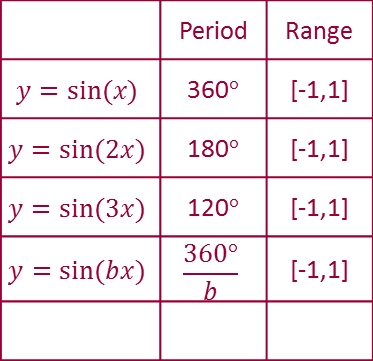 Period Range
y = sin(x) 360° [-1,1]
y = sin(2x) 180° [-1,1]
y = sin(3x) 120° [-1,1]
y = sin(bx) 360°/b [-1,1]